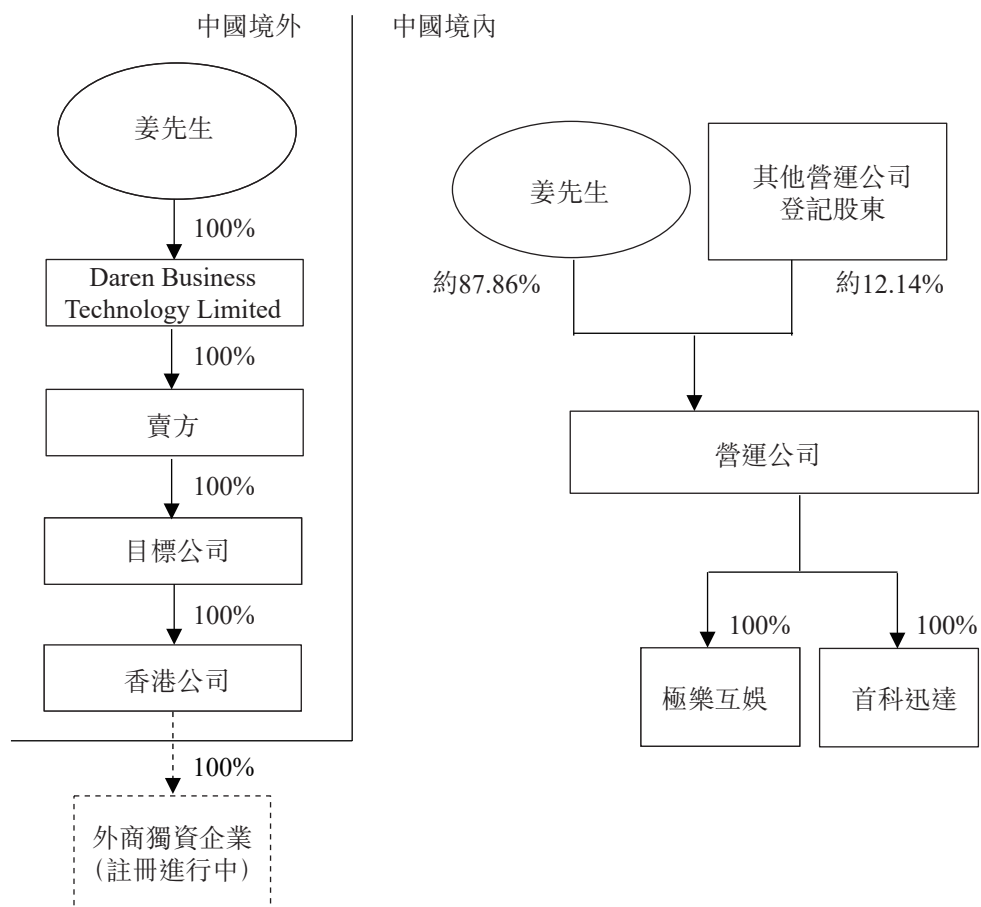 中國境外
中國境內
姜先生
100%
Daren Business
Technology Limited
100%
賣方
100%
目標公司
100%
香港公司
100%
外商獨資企業
（註冊進行中）
姜先生
其他營運公司
登記股東
約87.86%
約12.14%
營運公司
100%
100%
極樂互娛
首科迅達